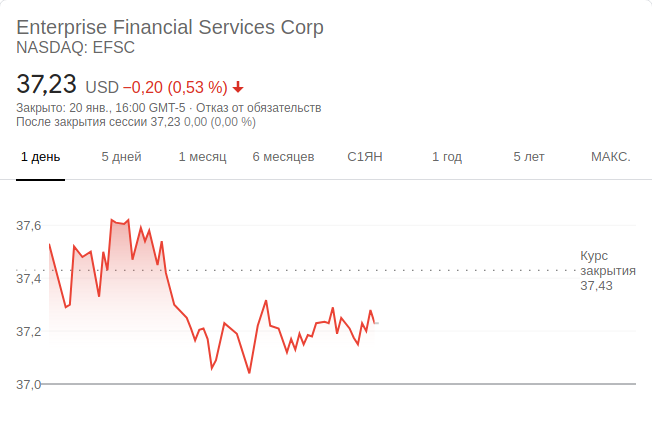 Enterprise Financial Services Corp
NASDAQ: EFSC
37,23 USD −0,20 (0,53 %)
Закрыто: 20 янв., 16:00 GMT-5 · Отказ от обязательств
После закрытия сессии 37,23 0,00 (0,00 %)
1 день 5 дней 1 месяц 6 месяцев С1ЯН 1 год 5 лет МАКС.
37,6
Курс
закрытия
37,43
37,4
37,2
37,0